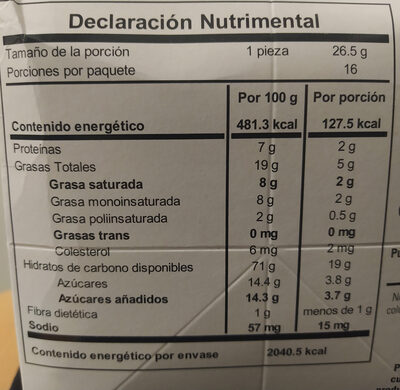 Declaración Nutrimental
Tamaño de la porción 1 pieza 26.5 g
Porciones por paquete 16
Por 100 g Por porción
Contenido energético 481.3 kcal 127.5 kcal
Proteínas 7 g 2 g
Grasas Totales 19 g 5 g
Grasa saturada 8 g 2 g
Grasa monoinsaturada 8 g 2 g
Grasa poliinsaturada 2 g 0.5 g
Grasas trans 0 mg 0 mg
Colesterol 6 mg 2 mg
Hidratos de carbono disponibles 71 g 19 g
Azúcares 14.4 g 3.8 g
Azúcares añadidos 14.3 g 3.7 g
Fibra dietética 1 g menos de 1 g
Sodio 57 mg 15 mg
Contenido energético por envase 2040.5 kcal